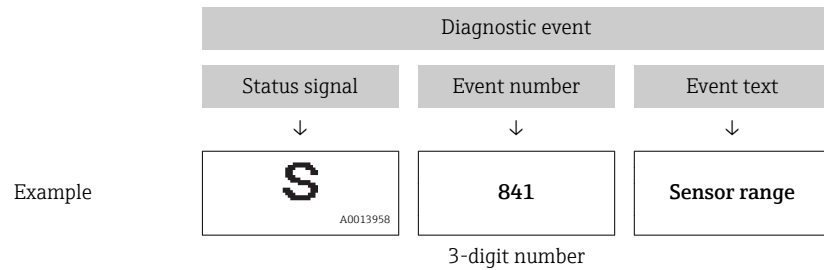 Diagnostic event
Status signal Event number Event text
↓ ↓ ↓
Example S 841 Sensor range
A0013958
3-digit number